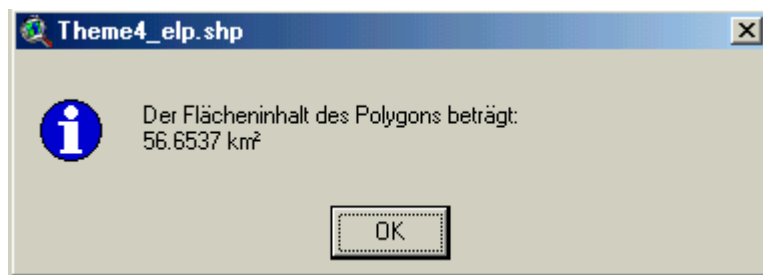 Theme4_elp.shp
Der Flächeninhalt des Polygons beträgt:
56.6537 km²
OK